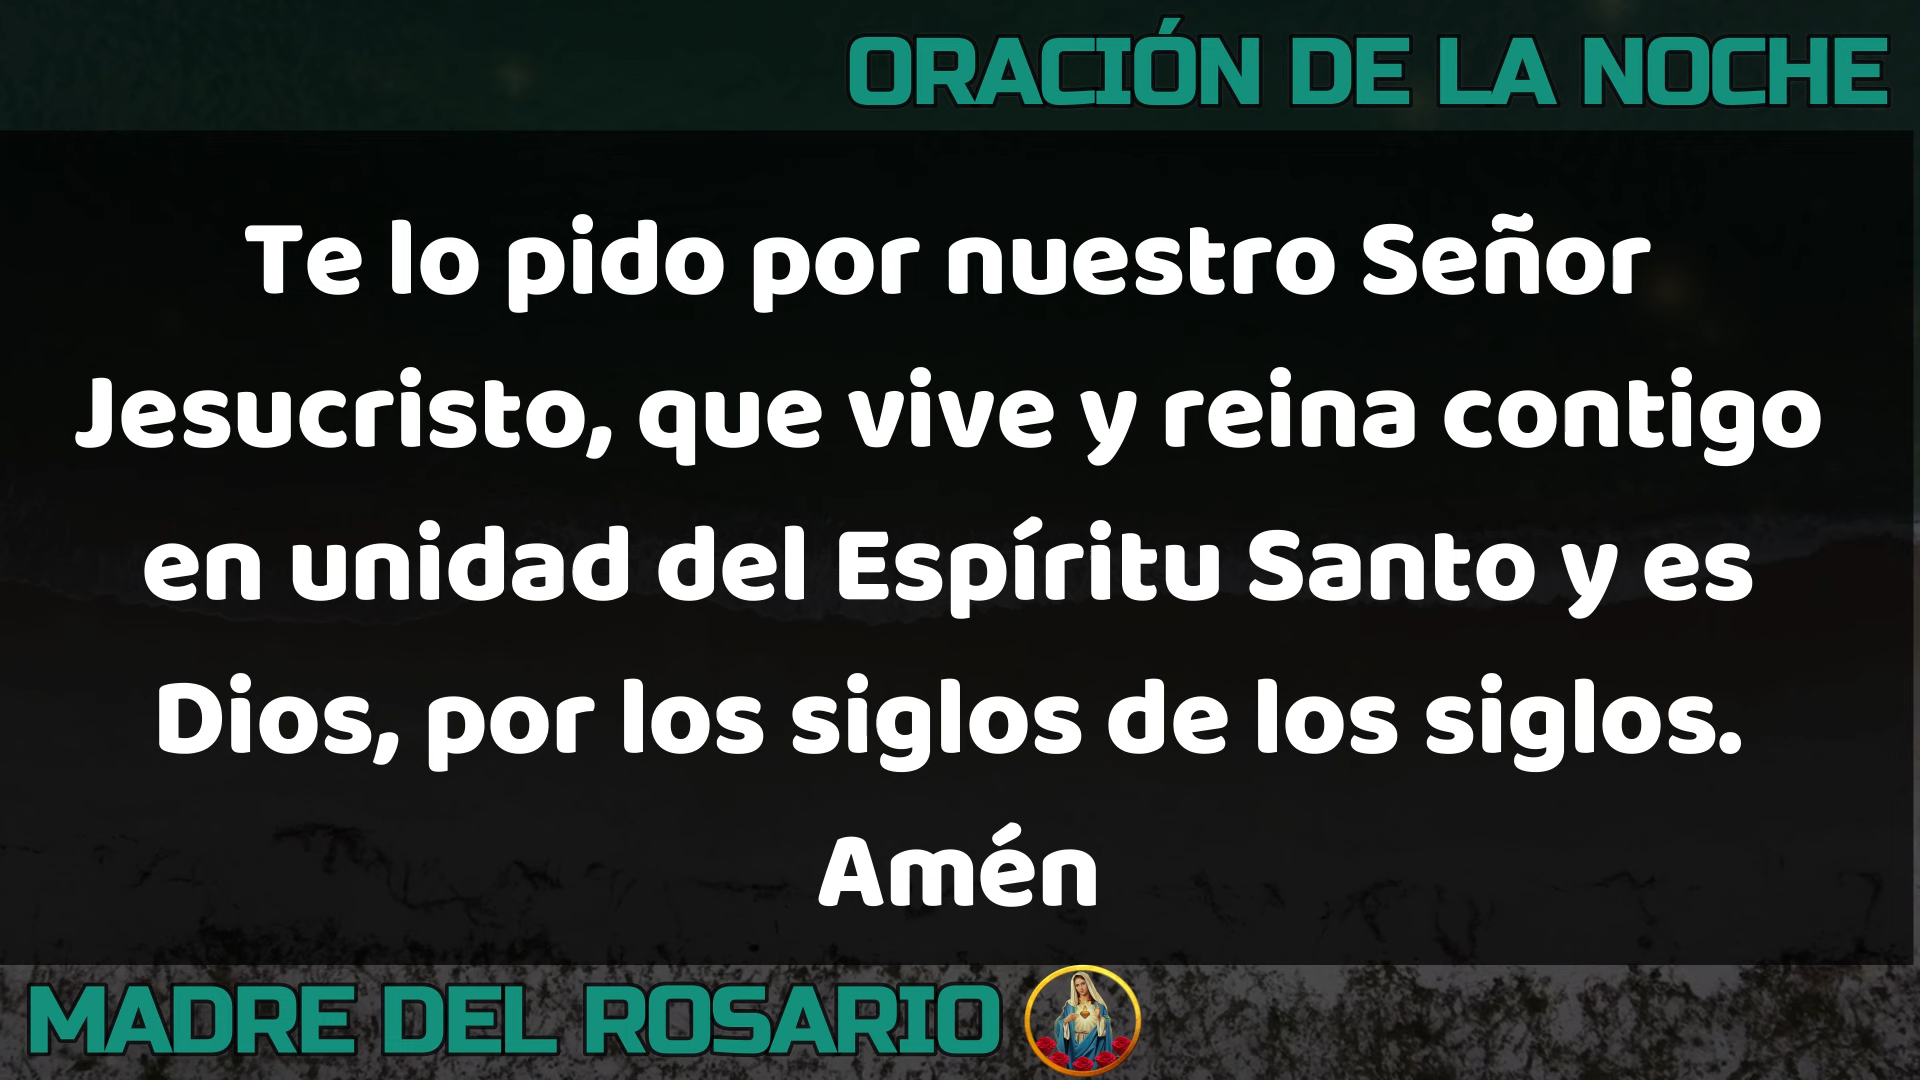 ORACIÓN DE LA NOCHE
Te lo pido por nuestro Señor
Jesucristo, que vive y reina contigo
en unidad del Espíritu Santo y es
Dios, por los siglos de los siglos.
Amén
MADRE DEL ROSARIO